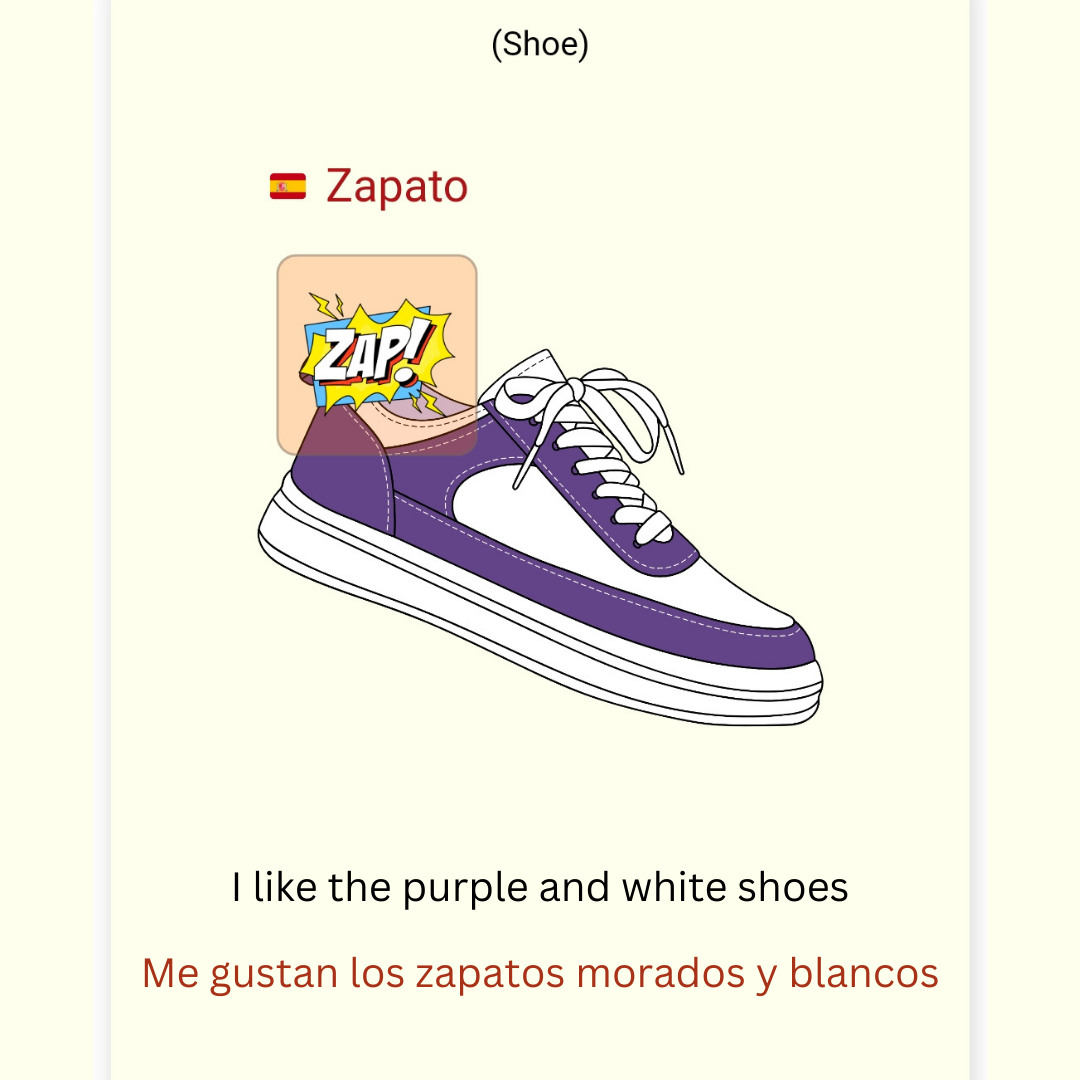 (Shoe)
Zapato
ZAP!
I like the purple and white shoes
Me gustan los zapatos morados y blancos